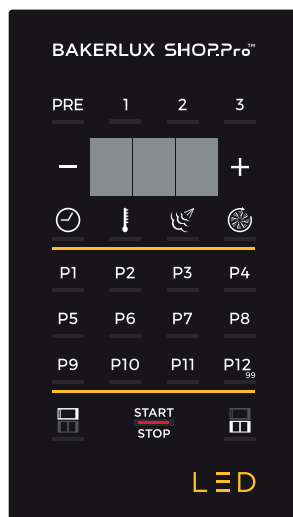 BAKERLUX SHOP.Pro™
PRE 1 2 3
− +
P1 P2 P3 P4
P5 P6 P7 P8
P9 P10 P11 P12
99
START
STOP
LED